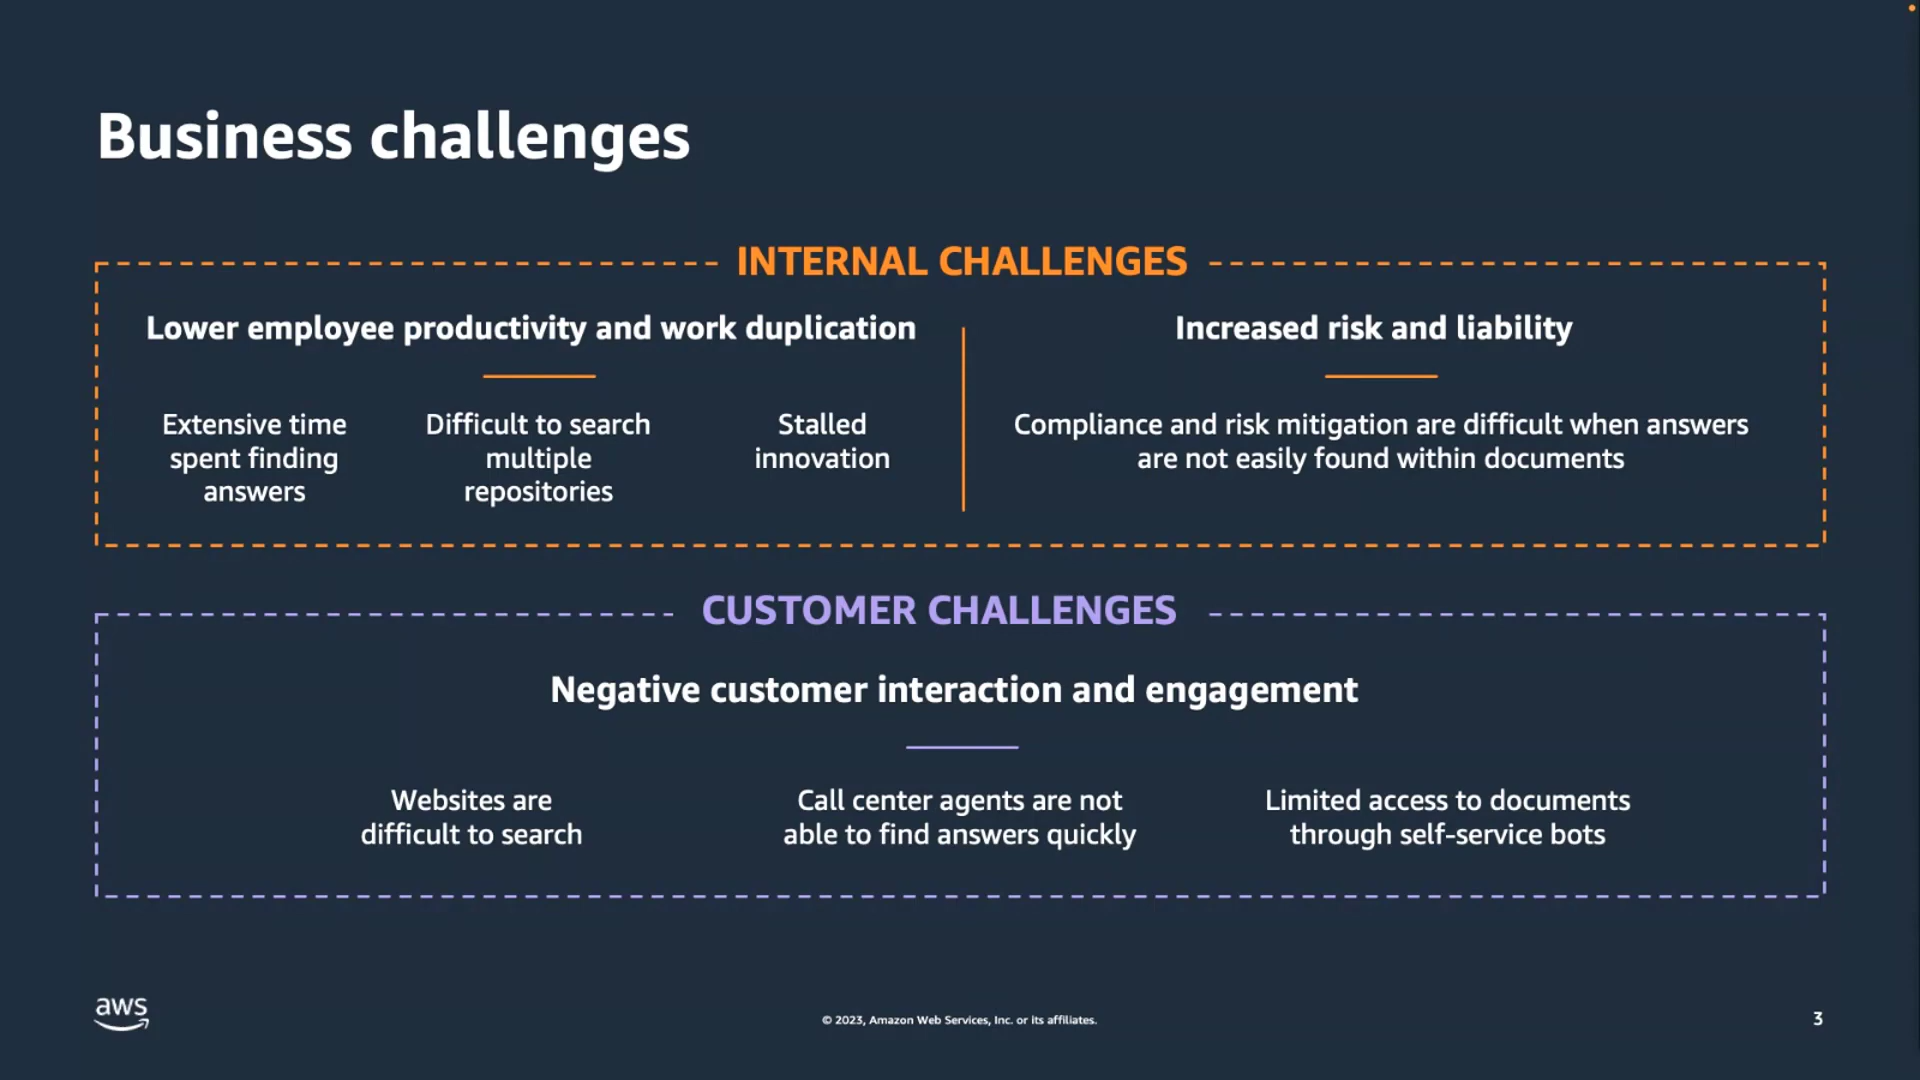 Business challenges
INTERNAL CHALLENGES
Lower employee productivity and work duplication
Extensive time
spent finding
answers
Difficult to search
multiple
repositories
Stalled
innovation
Increased risk and liability
Compliance and risk mitigation are difficult when answers
are not easily found within documents
CUSTOMER CHALLENGES
Negative customer interaction and engagement
Websites are
difficult to search
Call center agents are not
able to find answers quickly
Limited access to documents
through self-service bots
aws
© 2023, Amazon Web Services, Inc. or its affiliates.
3